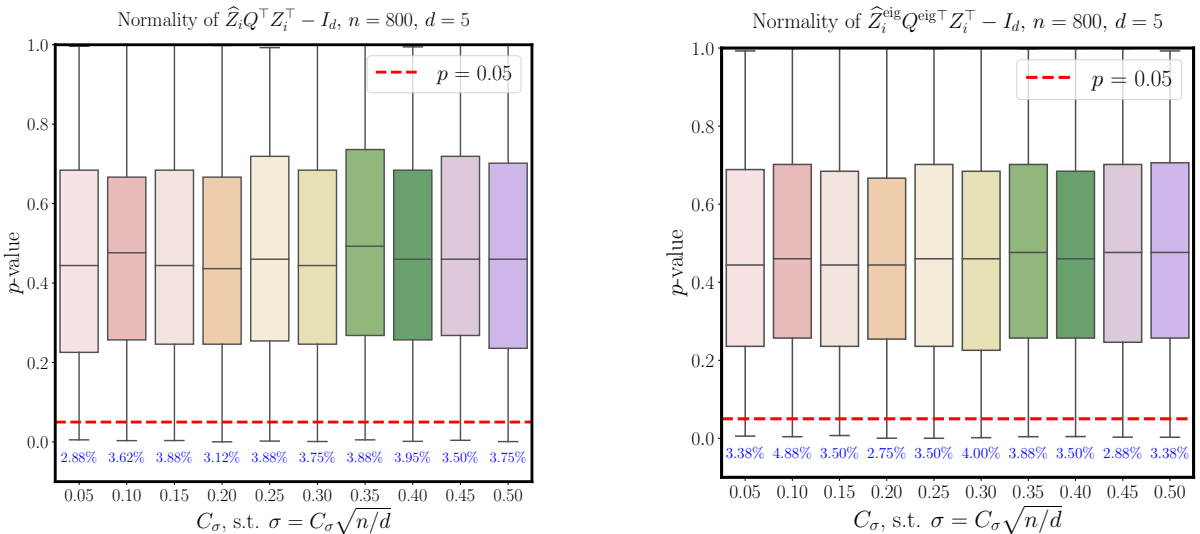 Normality of $\widehat{Z}_i Q^\top Z_i^\top - I_d$, $n = 800$, $d = 5$
p = 0.05
1.0
0.8
0.6
0.4
0.2
0.0
p-value
2.88% 3.62% 3.88% 3.12% 3.88% 3.75% 3.88% 3.95% 3.50% 3.75%
0.05 0.10 0.15 0.20 0.25 0.30 0.35 0.40 0.45 0.50
$C_\sigma$, s.t. $\sigma = C_\sigma\sqrt{n/d}$
Normality of $\widehat{Z}_i^{\mathrm{eig}} Q^{\mathrm{eig}\top} Z_i^\top - I_d$, $n = 800$, $d = 5$
p = 0.05
1.0
0.8
0.6
0.4
0.2
0.0
p-value
3.38% 4.88% 3.50% 2.75% 3.50% 4.00% 3.88% 3.50% 2.88% 3.38%
0.05 0.10 0.15 0.20 0.25 0.30 0.35 0.40 0.45 0.50
$C_\sigma$, s.t. $\sigma = C_\sigma\sqrt{n/d}$